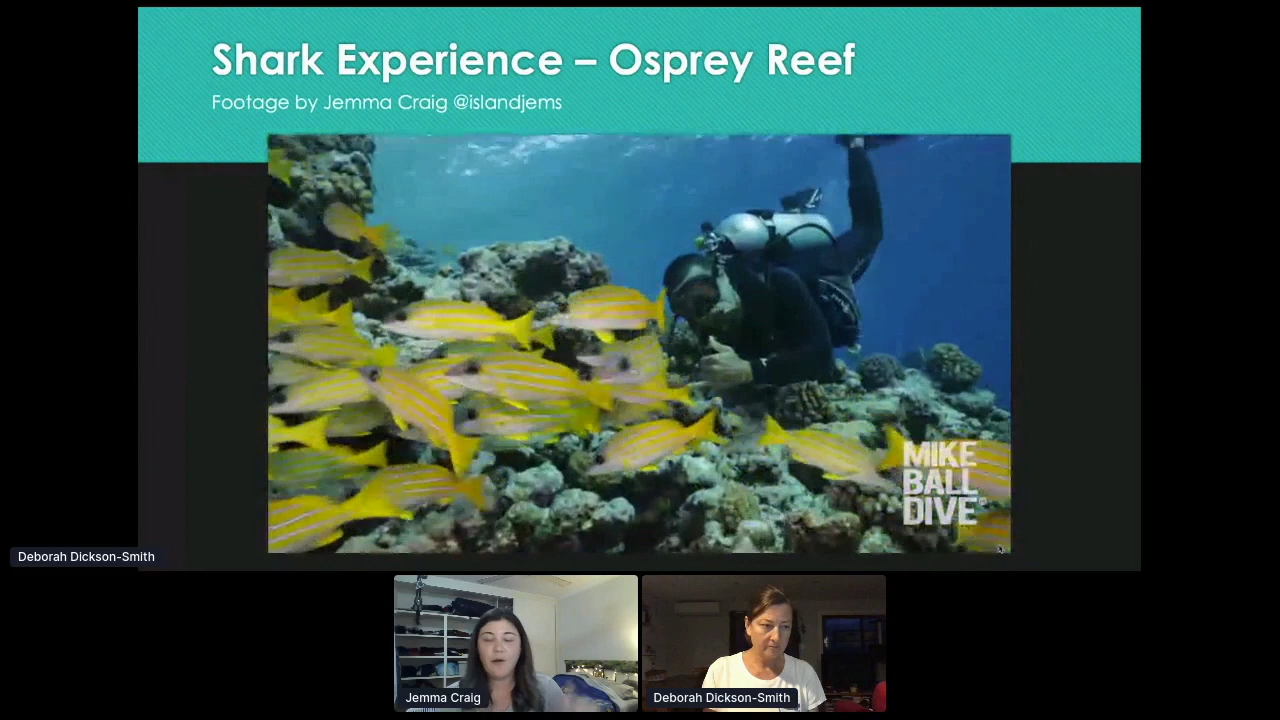 Shark Experience – Osprey Reef
Footage by Jemma Craig @islandjems
MIKE
BALL
DIVE
Deborah Dickson-Smith
Jemma Craig
Deborah Dickson-Smith